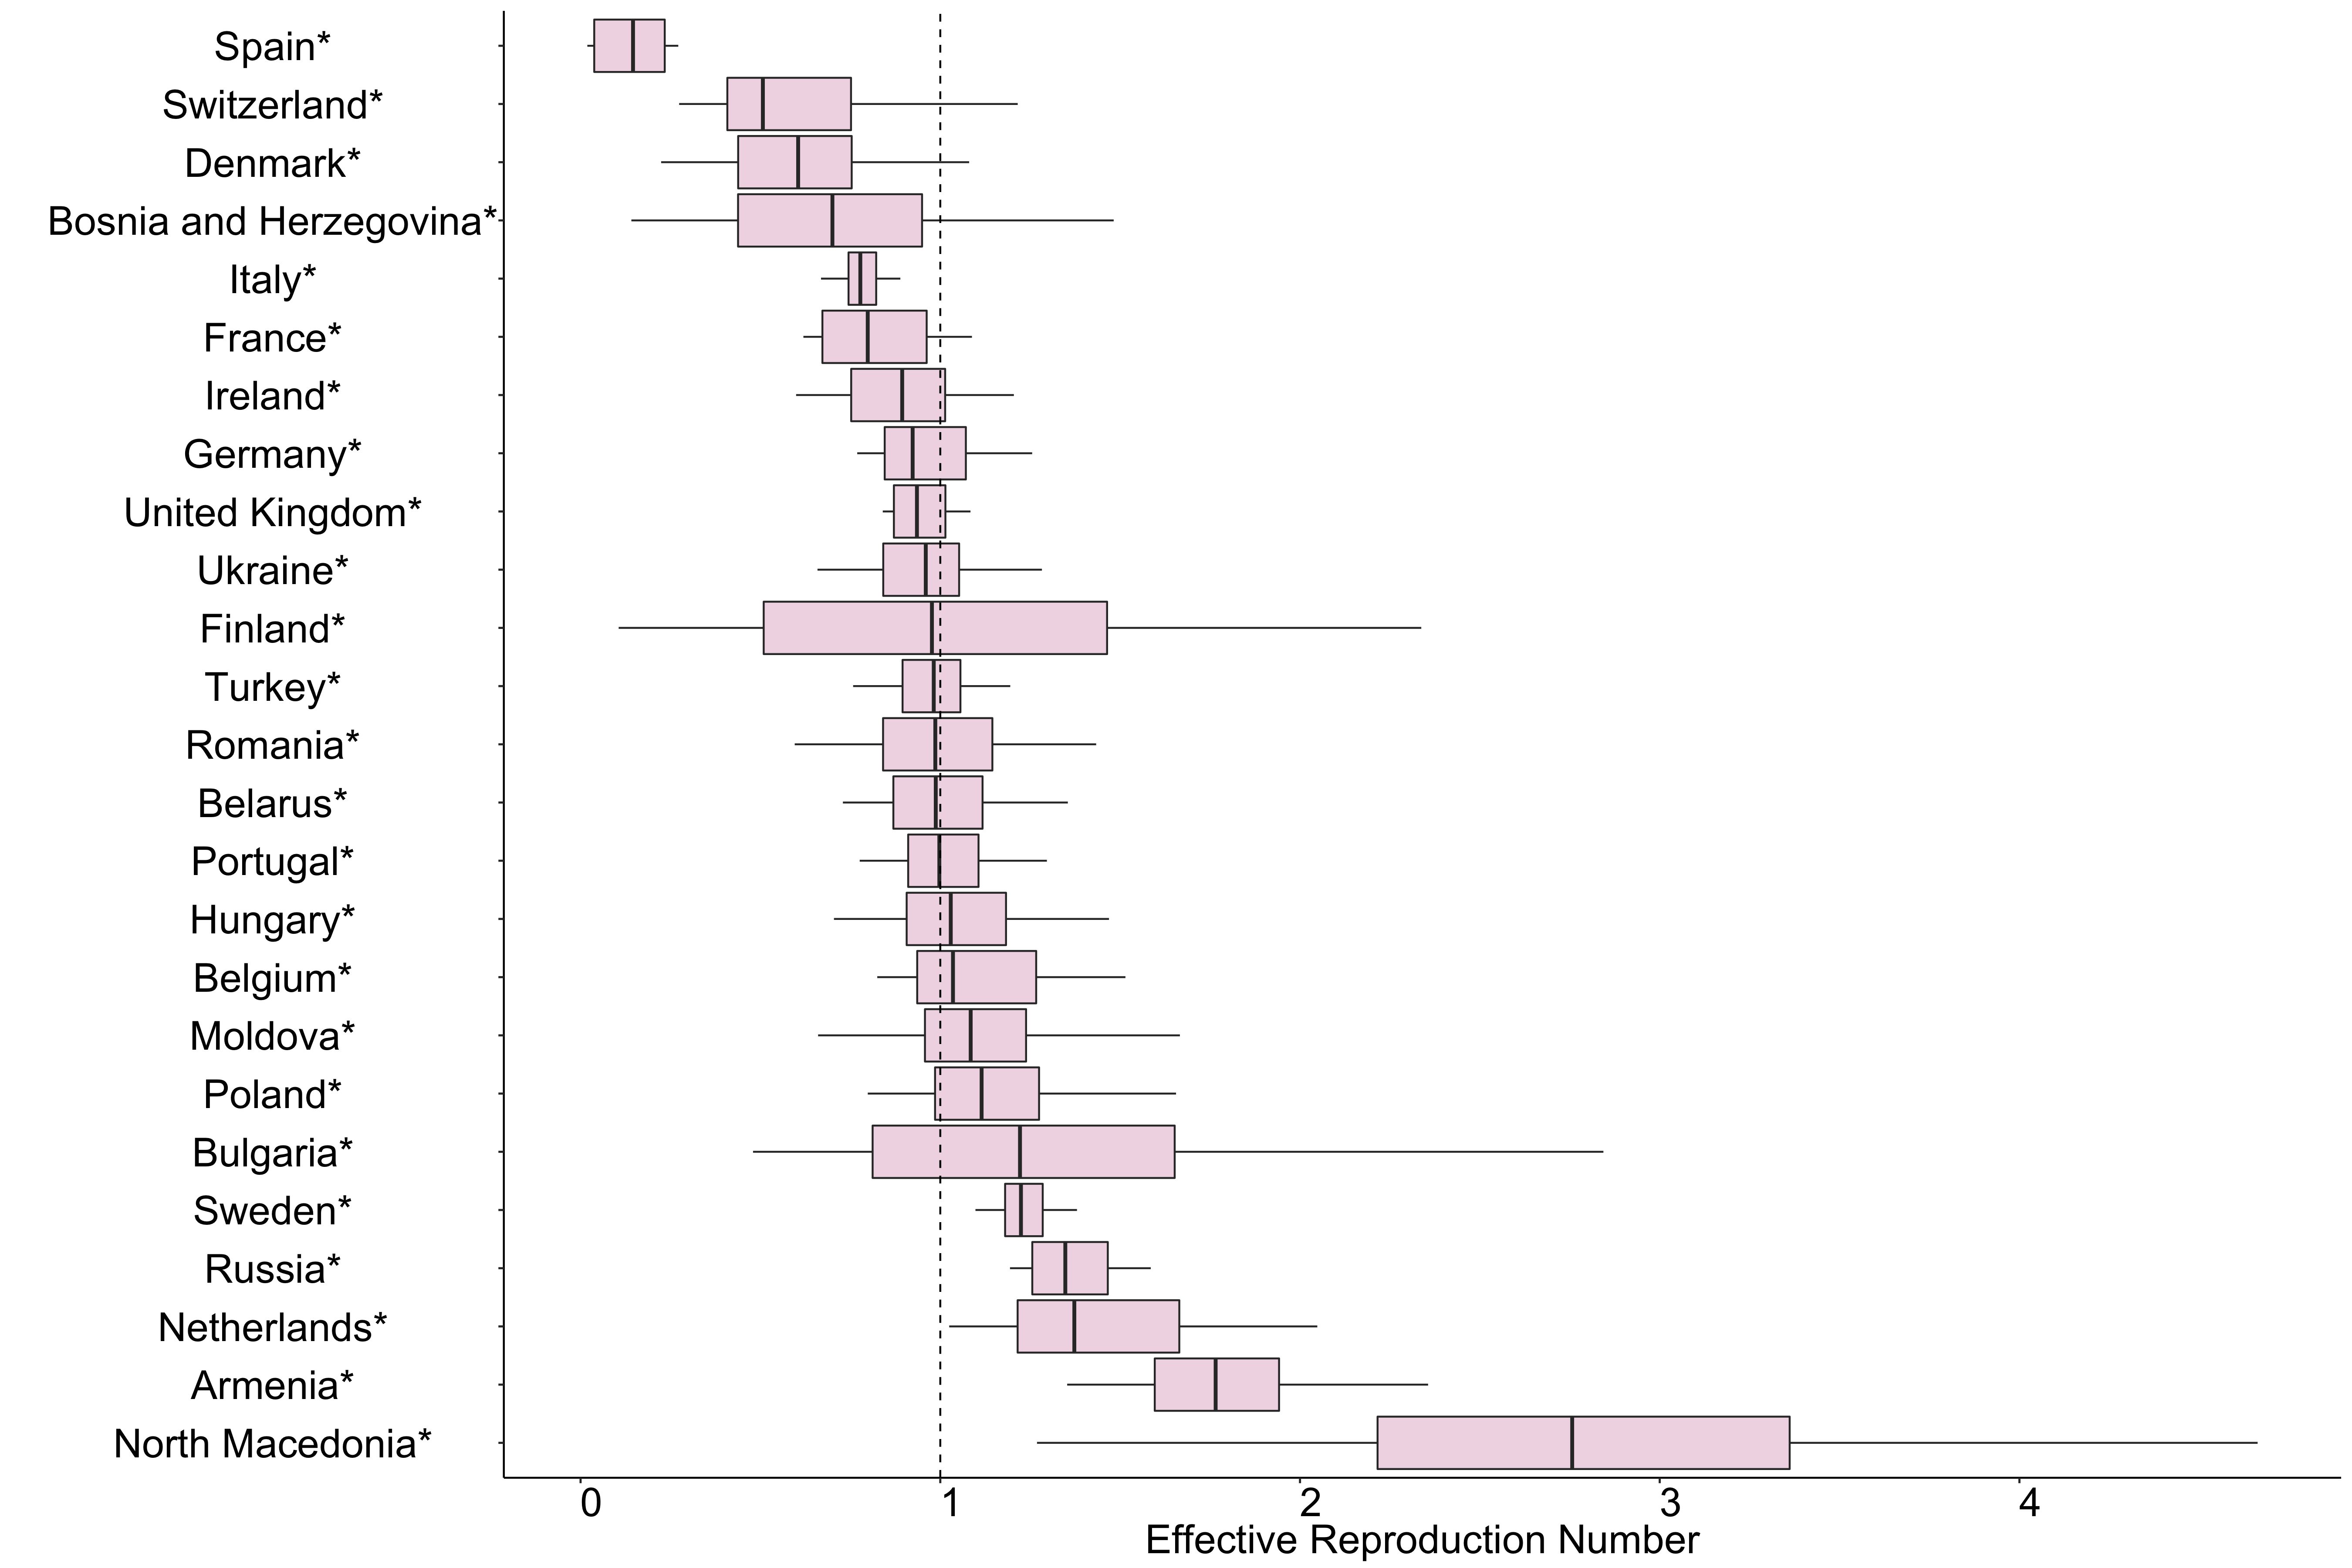 Spain*
Switzerland*
Denmark*
Bosnia and Herzegovina*
Italy*
France*
Ireland*
Germany*
United Kingdom*
Ukraine*
Finland*
Turkey*
Romania*
Belarus*
Portugal*
Hungary*
Belgium*
Moldova*
Poland*
Bulgaria*
Sweden*
Russia*
Netherlands*
Armenia*
North Macedonia*
0 1 2 3 4
Effective Reproduction Number